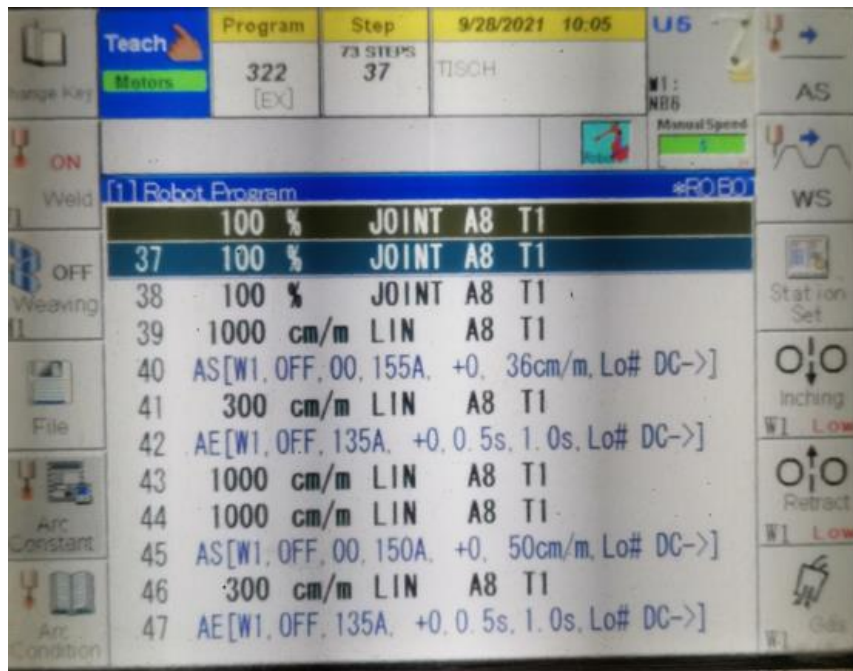 Teach
Motors
Program
322
[EX]
Step
73 STEPS
37
9/28/2021 10:05
TISCH
U5
W1:
NB6
AS
ON
Weld
Robot
Manual Speed
5
WS
[1] Robot Program
*ROBOT
100 % JOINT A8 T1
37 100 % JOINT A8 T1
38 100 % JOINT A8 T1
39 1000 cm/m LIN A8 T1
40 AS[W1, OFF, 00, 155A, +0, 36cm/m, Lo# DC->]
41 300 cm/m LIN A8 T1
42 AE[W1, OFF, 135A, +0, 0.5s, 1.0s, Lo# DC->]
43 1000 cm/m LIN A8 T1
44 1000 cm/m LIN A8 T1
45 AS[W1, OFF, 00, 150A, +0, 50cm/m, Lo# DC->]
46 300 cm/m LIN A8 T1
47 AE[W1, OFF, 135A, +0, 0.5s, 1.0s, Lo# DC->]
OFF
Weaving
File
Arc
Constant
Arc
Condition
Station
Set
Inching
W1 Low
Retract
W1 Low
Gas
W1